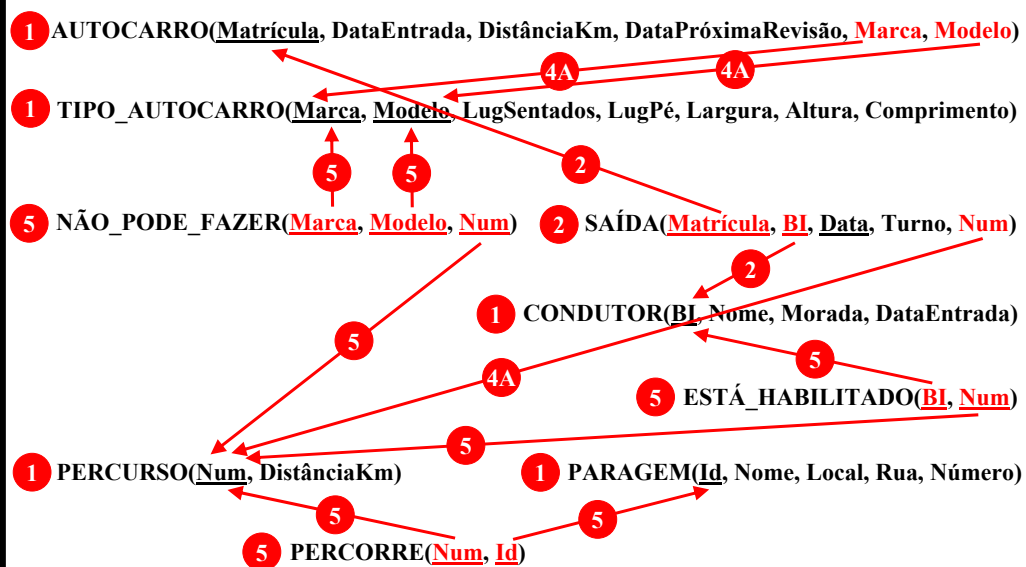 1 AUTOCARRO(Matrícula, DataEntrada, DistânciaKm, DataPróximaRevisão, Marca, Modelo)
4A 4A
1 TIPO_AUTOCARRO(Marca, Modelo, LugSentados, LugPé, Largura, Altura, Comprimento)
5 5 2
5 NÃO_PODE_FAZER(Marca, Modelo, Num) 2 SAÍDA(Matrícula, BI, Data, Turno, Num)
2
1 CONDUTOR(BI, Nome, Morada, DataEntrada)
5 5
4A
5 ESTÁ_HABILITADO(BI, Num)
5
1 PERCURSO(Num, DistânciaKm) 1 PARAGEM(Id, Nome, Local, Rua, Número)
5 5
5 PERCORRE(Num, Id)